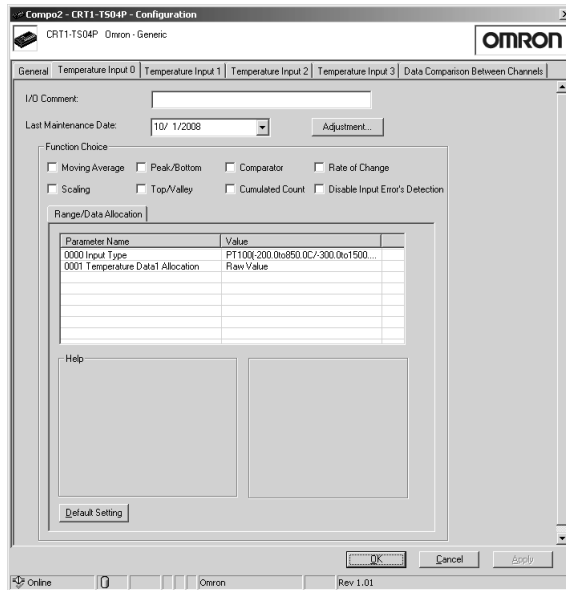 Compo2 - CRT1-TS04P - Configuration
CRT1-TS04P Omron - Generic
OMRON
General Temperature Input 0 Temperature Input 1 Temperature Input 2 Temperature Input 3 Data Comparison Between Channels
I/O Comment:
Last Maintenance Date: 10/ 1/2008 Adjustment...
Function Choice
Moving Average Peak/Bottom Comparator Rate of Change
Scaling Top/Valley Cumulated Count Disable Input Error's Detection
Range/Data Allocation
Parameter Name Value
0000 Input Type PT100(-200.0to850.0C/-300.0to1500....
0001 Temperature Data1 Allocation Raw Value
Help
Default Setting
OK Cancel Apply
Online Omron Rev 1.01